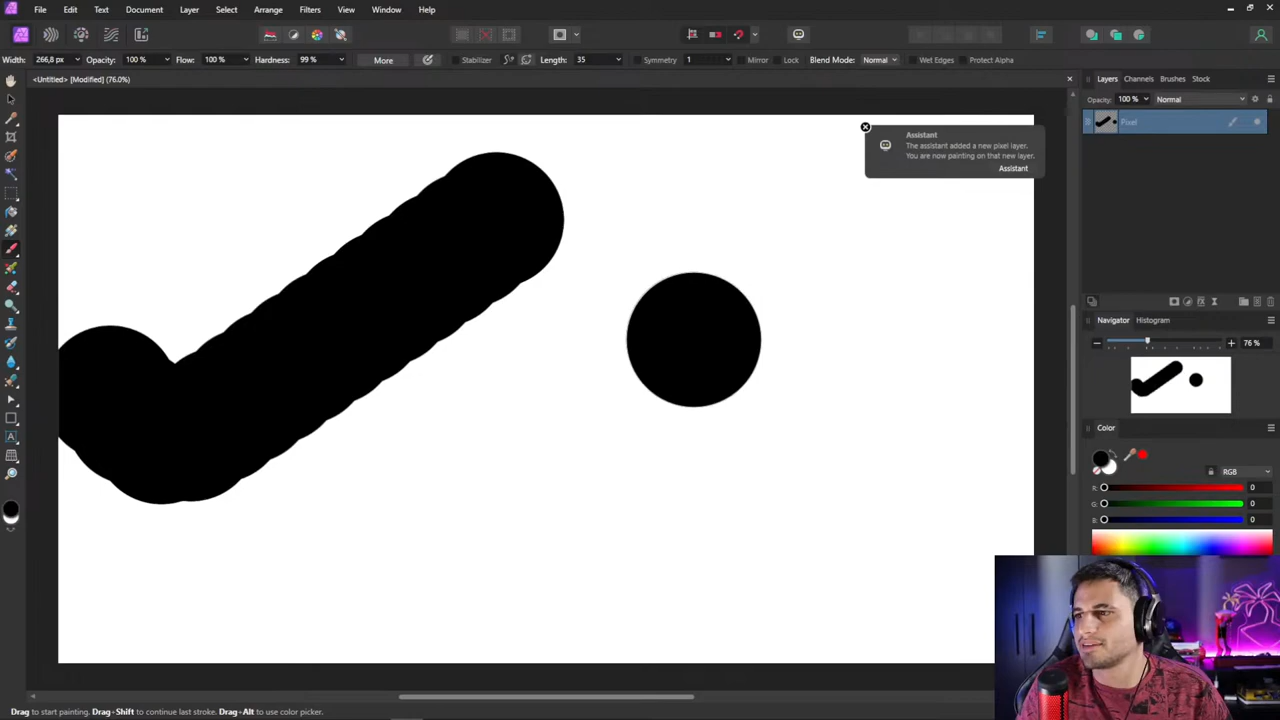 File Edit Text Document Layer Select Arrange Filters View Window Help
Width: 266,8 px Opacity: 100 % Flow: 100 % Hardness: 99 % More Stabilizer Length: 35 Symmetry 1 Mirror Lock Blend Mode: Normal Wet Edges Protect Alpha
<Untitled> [Modified] (76.0%)
Layers Channels Brushes Stock
Opacity: 100 % Normal
Pixel
Assistant
The assistant added a new pixel layer.
You are now painting on that new layer.
Assistant
Navigator Histogram
76 %
Color
RGB
R: 0
G: 0
B: 0
Drag to start painting. Drag+Shift to continue last stroke. Drag+Alt to use color picker.